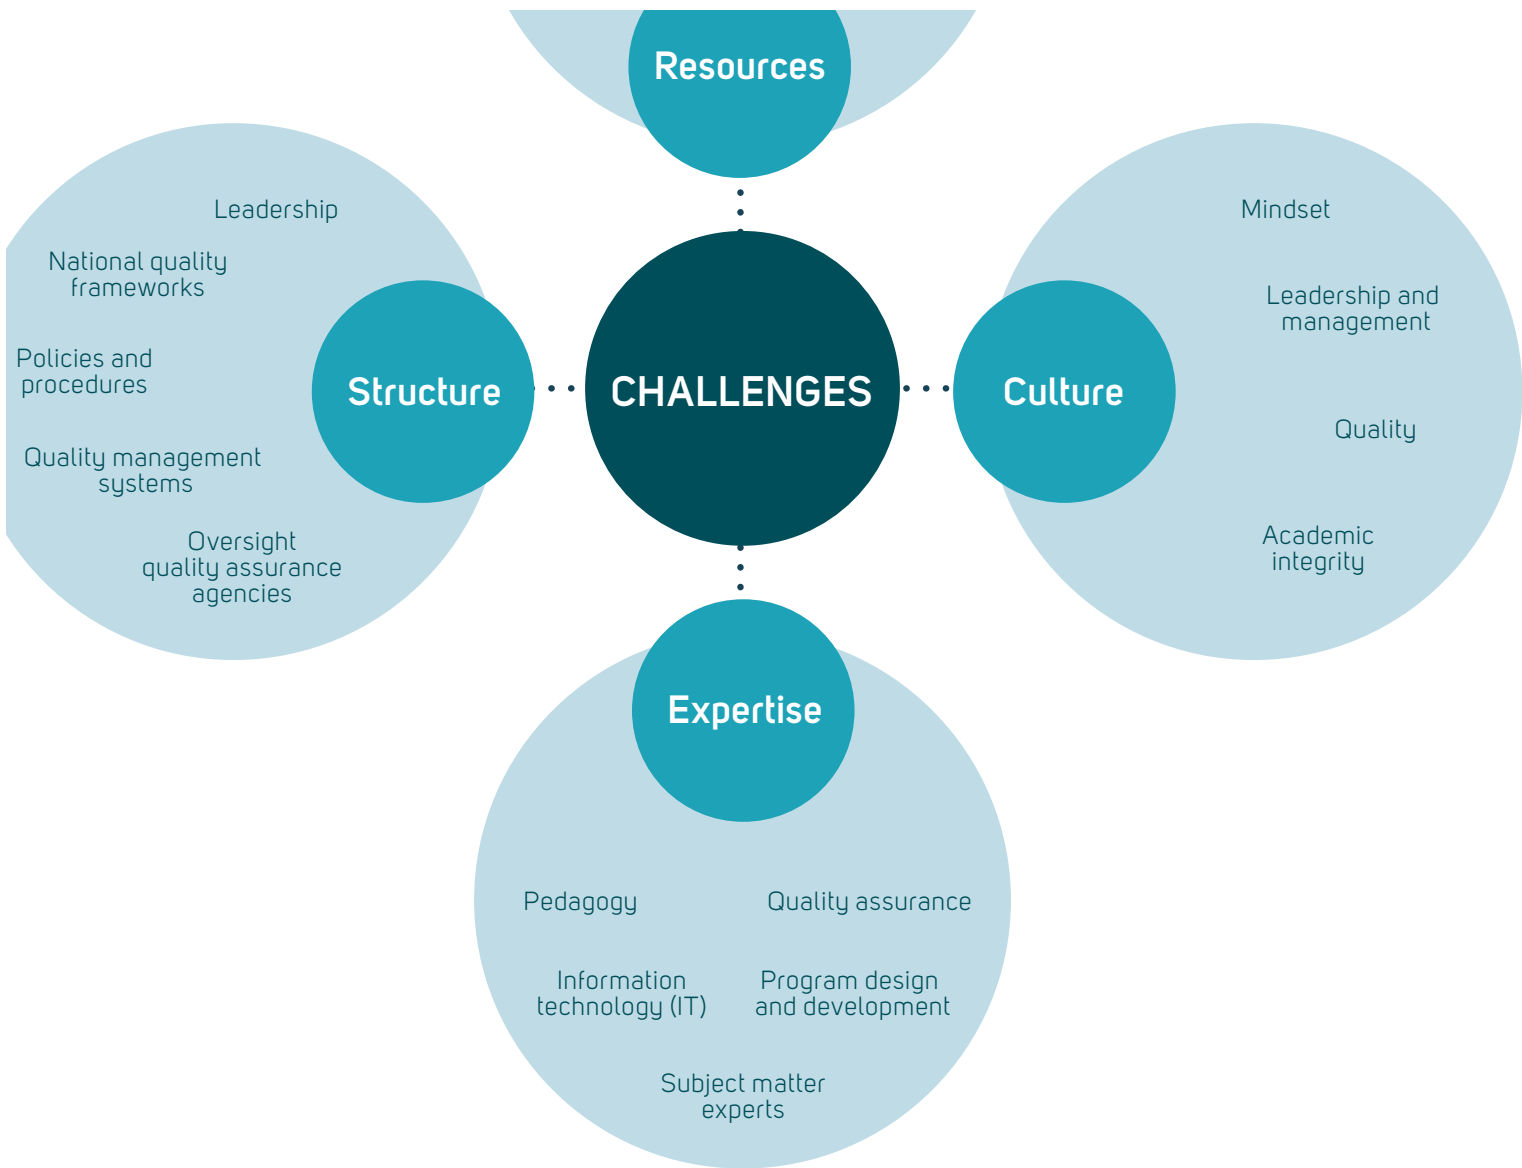 Resources
Leadership
National quality
frameworks
Policies and
procedures
Quality management
systems
Oversight
quality assurance
agencies
Structure
CHALLENGES
Culture
Mindset
Leadership and
management
Quality
Academic
integrity
Expertise
Pedagogy
Quality assurance
Information
technology (IT)
Program design
and development
Subject matter
experts